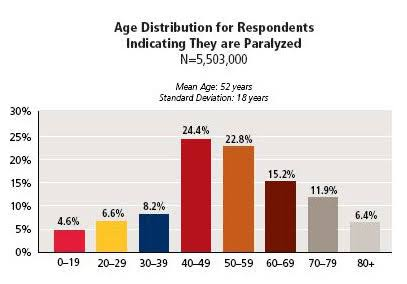 Age Distribution for Respondents
Indicating They are Paralyzed
N=5,503,000
Mean Age: 52 years
Standard Deviation: 18 years
30%
25%
20%
15%
10%
5%
0%
4.6%
6.6%
8.2%
24.4%
22.8%
15.2%
11.9%
6.4%
0–19 20–29 30–39 40–49 50–59 60–69 70–79 80+